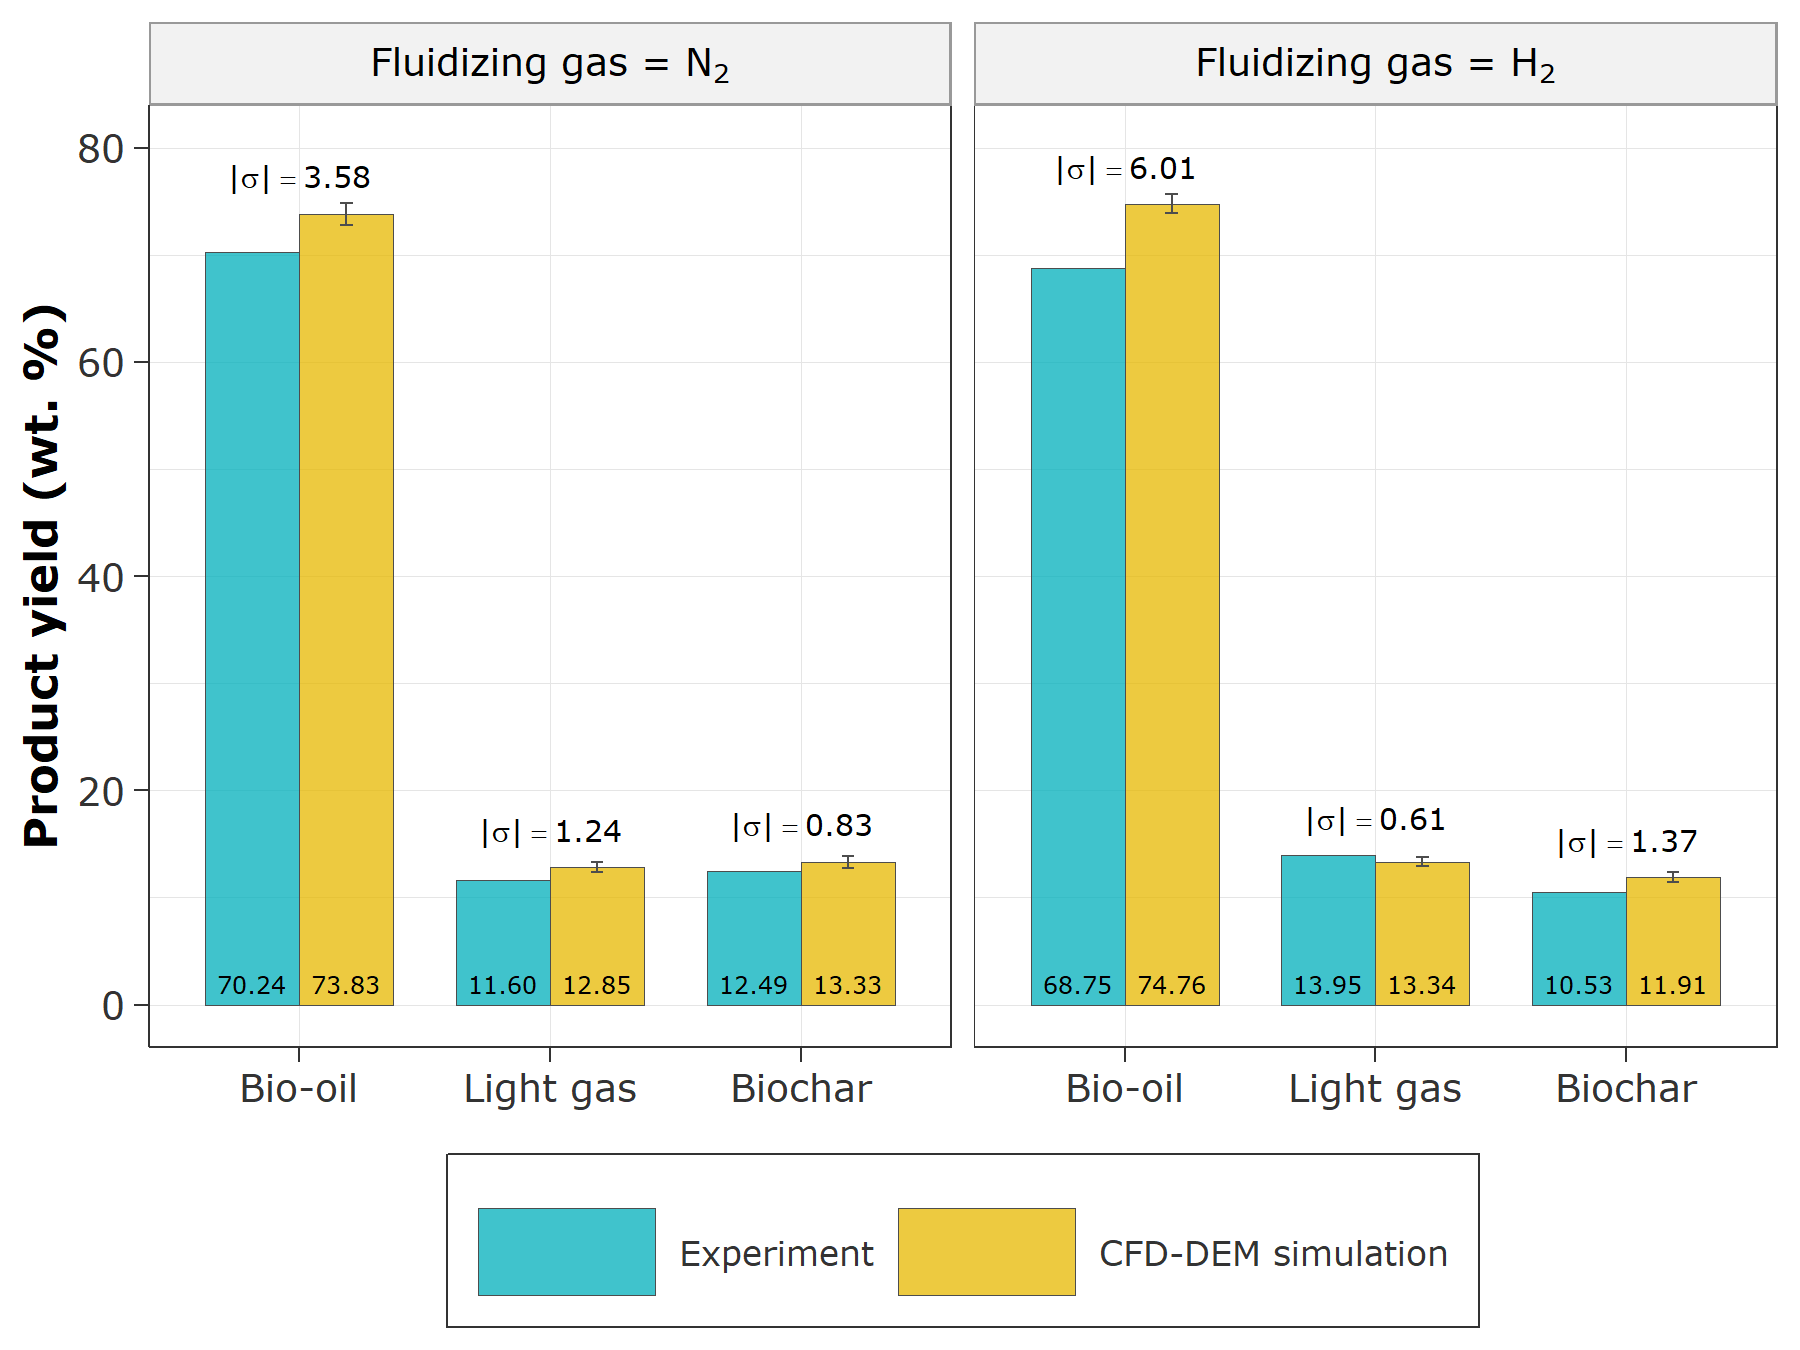 Fluidizing gas = N₂
Fluidizing gas = H₂
Product yield (wt. %)
80
60
40
20
0
|σ| = 3.58
|σ| = 1.24
|σ| = 0.83
70.24 73.83 11.60 12.85 12.49 13.33
Bio-oil Light gas Biochar
|σ| = 6.01
|σ| = 0.61
|σ| = 1.37
68.75 74.76 13.95 13.34 10.53 11.91
Bio-oil Light gas Biochar
Experiment CFD-DEM simulation